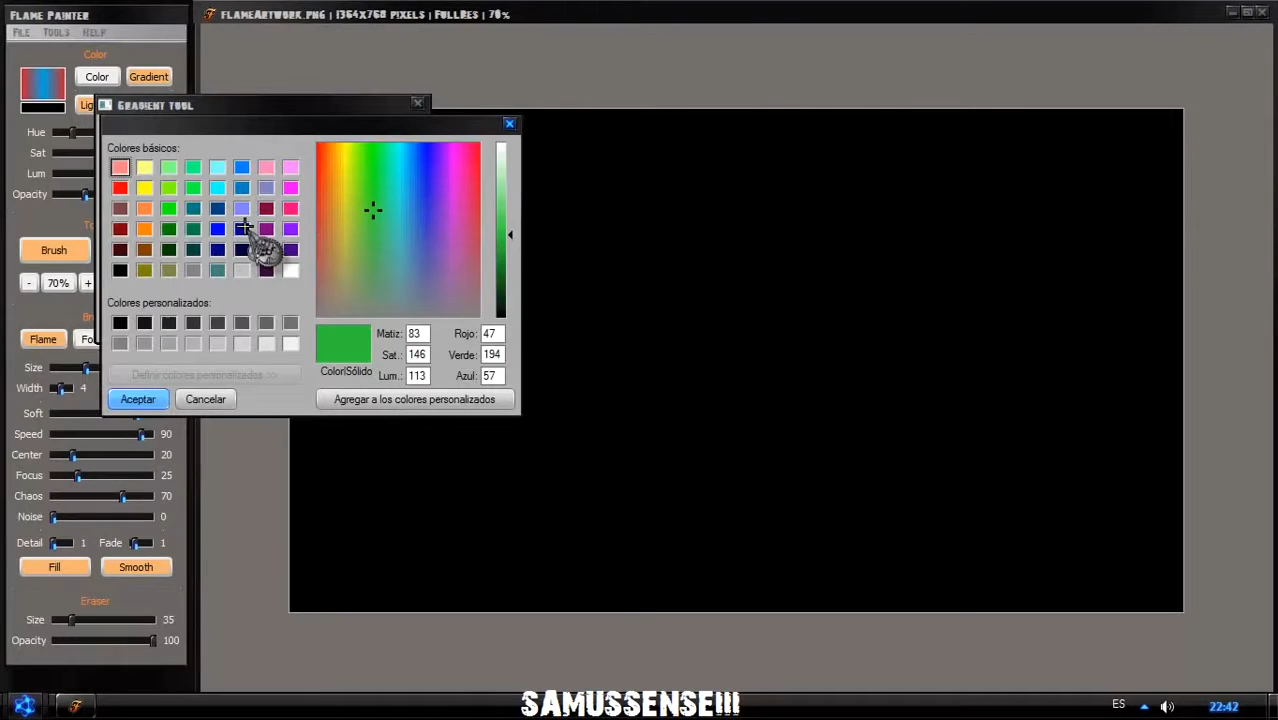 FLAME PAINTER
FLAMEARTWORK.PNG | 1364X768 PIXELS | FULLRES | 70%
FILE TOOLS HELP
Color
Color Gradient
GRADIENT TOOL
Lig
Colores básicos:
Hue
Sat
Lum
Opacity
Brush
- 70% +
Colores personalizados:
Flame Fo
Matiz: 83 Rojo: 47
Sat.: 146 Verde: 194
Color|Sólido
Lum.: 113 Azul: 57
Definir colores personalizados >>
Aceptar Cancelar Agregar a los colores personalizados
Size
Width 4
Soft
Speed 90
Center 20
Focus 25
Chaos 70
Noise 0
Detail 1 Fade 1
Fill Smooth
Eraser
Size 35
Opacity 100
SAMUSSENSE!!!
ES 22:42